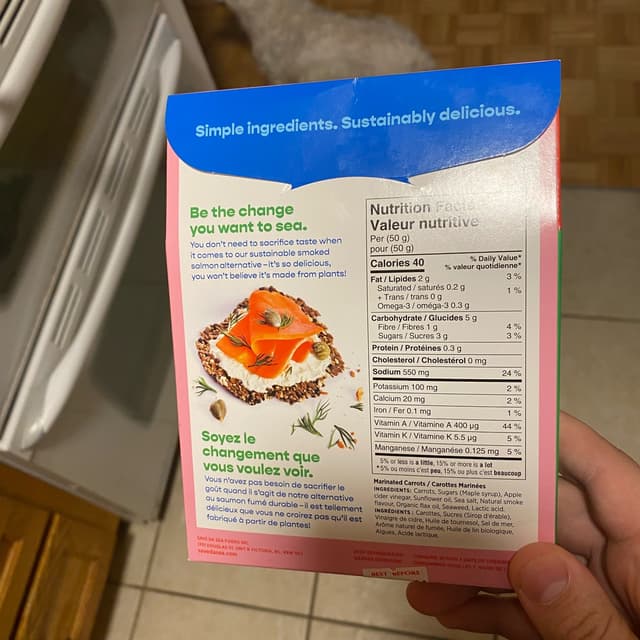 Simple ingredients. Sustainably delicious.
Be the change
you want to sea.
You don't need to sacrifice taste when
it comes to our sustainable smoked
salmon alternative – it's so delicious,
you won't believe it's made from plants!
Soyez le
changement que
vous voulez voir.
Vous n'avez pas besoin de sacrifier le
goût quand il s'agit de notre alternative
au saumon fumé durable – il est tellement
délicieux que vous ne croirez pas qu'il est
fabriqué à partir de plantes!
SAVE DA SEA FOODS INC.
savedasea.com
Nutrition Facts
Valeur nutritive
Per (50 g)
pour (50 g)
Calories 40
% Daily Value*
% valeur quotidienne*
Fat / Lipides 2 g 3 %
Saturated / saturés 0.2 g 1 %
+ Trans / trans 0 g
Omega-3 / oméga-3 0.3 g
Carbohydrate / Glucides 5 g
Fibre / Fibres 1 g 4 %
Sugars / Sucres 3 g 3 %
Protein / Protéines 0.3 g
Cholesterol / Cholestérol 0 mg
Sodium 550 mg 24 %
Potassium 100 mg 2 %
Calcium 20 mg 2 %
Iron / Fer 0.1 mg 1 %
Vitamin A / Vitamine A 400 µg 44 %
Vitamin K / Vitamine K 5.5 µg 5 %
Manganese / Manganèse 0.125 mg 5 %
*5% or less is a little, 15% or more is a lot
*5% ou moins c'est peu, 15% ou plus c'est beaucoup
Marinated Carrots / Carottes Marinées
INGREDIENTS: Carrots, Sugars (Maple syrup), Apple
cider vinegar, Sunflower oil, Sea salt, Natural smoke
flavour, Organic flax oil, Seaweed, Lactic acid.
INGRÉDIENTS : Carottes, Sucres (Sirop d'érable),
Vinaigre de cidre, Huile de tournesol, Sel de mer,
Arôme naturel de fumée, Huile de lin biologique,
Algues, Acide lactique.
BEST BEFORE